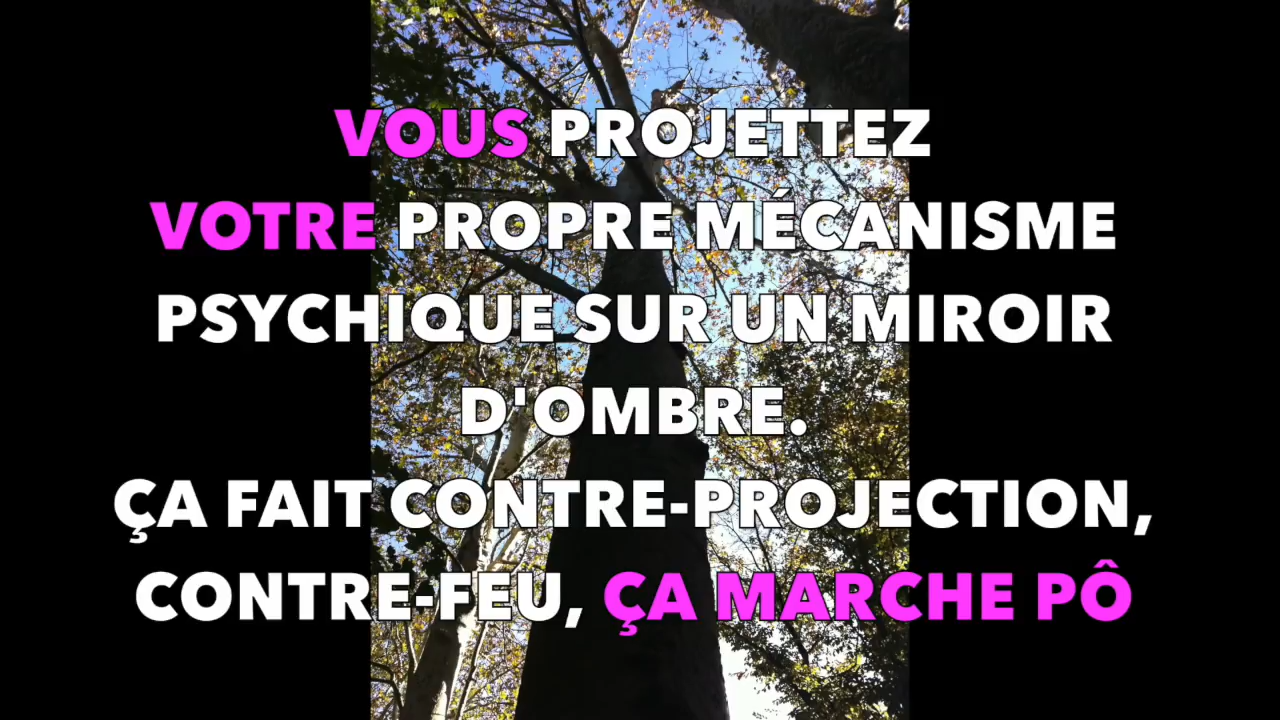 VOUS PROJETTEZ
VOTRE PROPRE MÉCANISME
PSYCHIQUE SUR UN MIROIR
D'OMBRE.
ÇA FAIT CONTRE-PROJECTION,
CONTRE-FEU, ÇA MARCHE PÔ